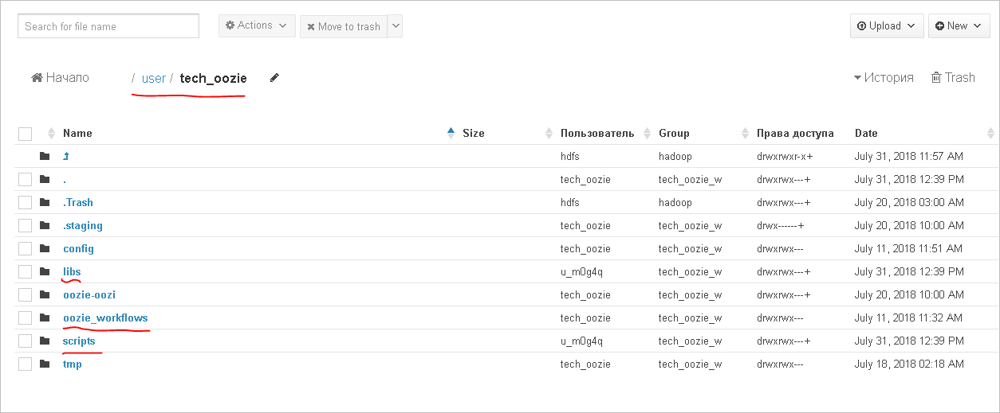 Search for file name Actions Move to trash Upload New
Начало / user / tech_oozie История Trash
Name Size Пользователь Group Права доступа Date
hdfs hadoop drwxrwxr-x+ July 31, 2018 11:57 AM
. tech_oozie tech_oozie_w drwxrwx---+ July 31, 2018 12:39 PM
.Trash hdfs hadoop drwxrwx---+ July 20, 2018 03:00 AM
.staging tech_oozie tech_oozie_w drwx------+ July 20, 2018 10:00 AM
config tech_oozie tech_oozie_w drwxrwx--- July 11, 2018 11:51 AM
libs u_m0g4q tech_oozie_w drwxrwx---+ July 31, 2018 12:39 PM
oozie-oozi tech_oozie tech_oozie_w drwxrwx---+ July 20, 2018 10:00 AM
oozie_workflows tech_oozie tech_oozie_w drwxrwx--- July 11, 2018 11:32 AM
scripts u_m0g4q tech_oozie_w drwxrwx---+ July 31, 2018 12:39 PM
tmp tech_oozie tech_oozie_w drwxrwx--- July 18, 2018 02:18 AM